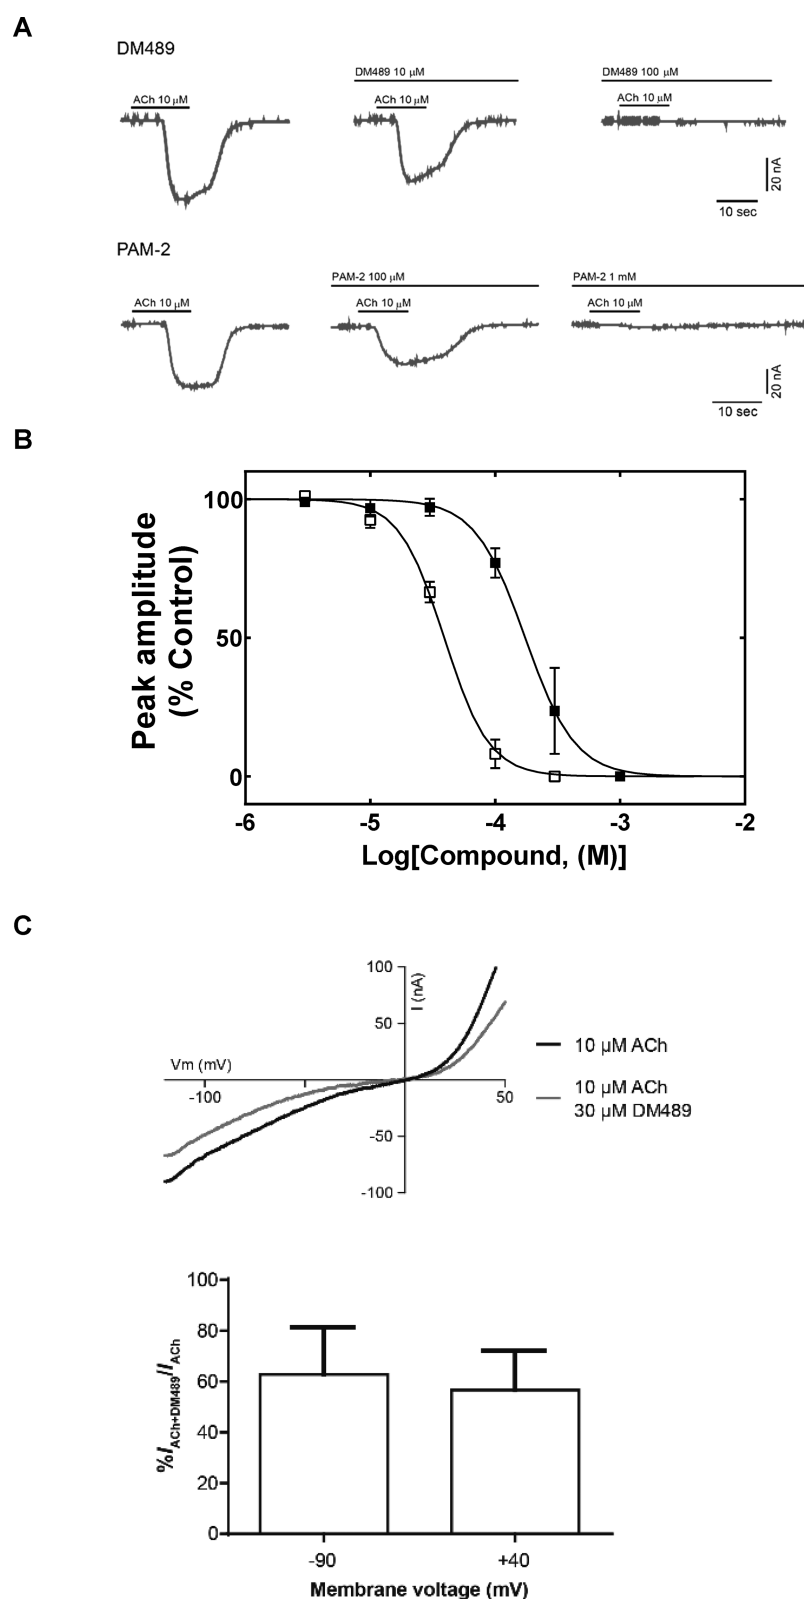 A
DM489
DM489 10 µM
DM489 100 µM
ACh 10 µM
ACh 10 µM
ACh 10 µM
20 nA
10 sec
PAM-2
PAM-2 100 µM
PAM-2 1 mM
ACh 10 µM
ACh 10 µM
ACh 10 µM
20 nA
10 sec
B
Peak amplitude
(% Control)
100
50
0
-6 -5 -4 -3 -2
Log[Compound, (M)]
C
100
I (nA)
50
10 µM ACh
Vm (mV)
-100
50
10 µM ACh
30 µM DM489
-50
-100
%IACh+DM489/IACh
100
80
60
40
20
0
-90 +40
Membrane voltage (mV)